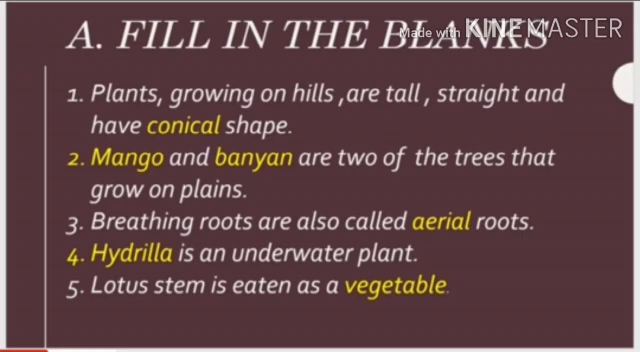 A. FILL IN THE BLANKS
Made with KINEMASTER
1. Plants, growing on hills ,are tall , straight and
have conical shape.
2. Mango and banyan are two of the trees that
grow on plains.
3. Breathing roots are also called aerial roots.
4. Hydrilla is an underwater plant.
5. Lotus stem is eaten as a vegetable.